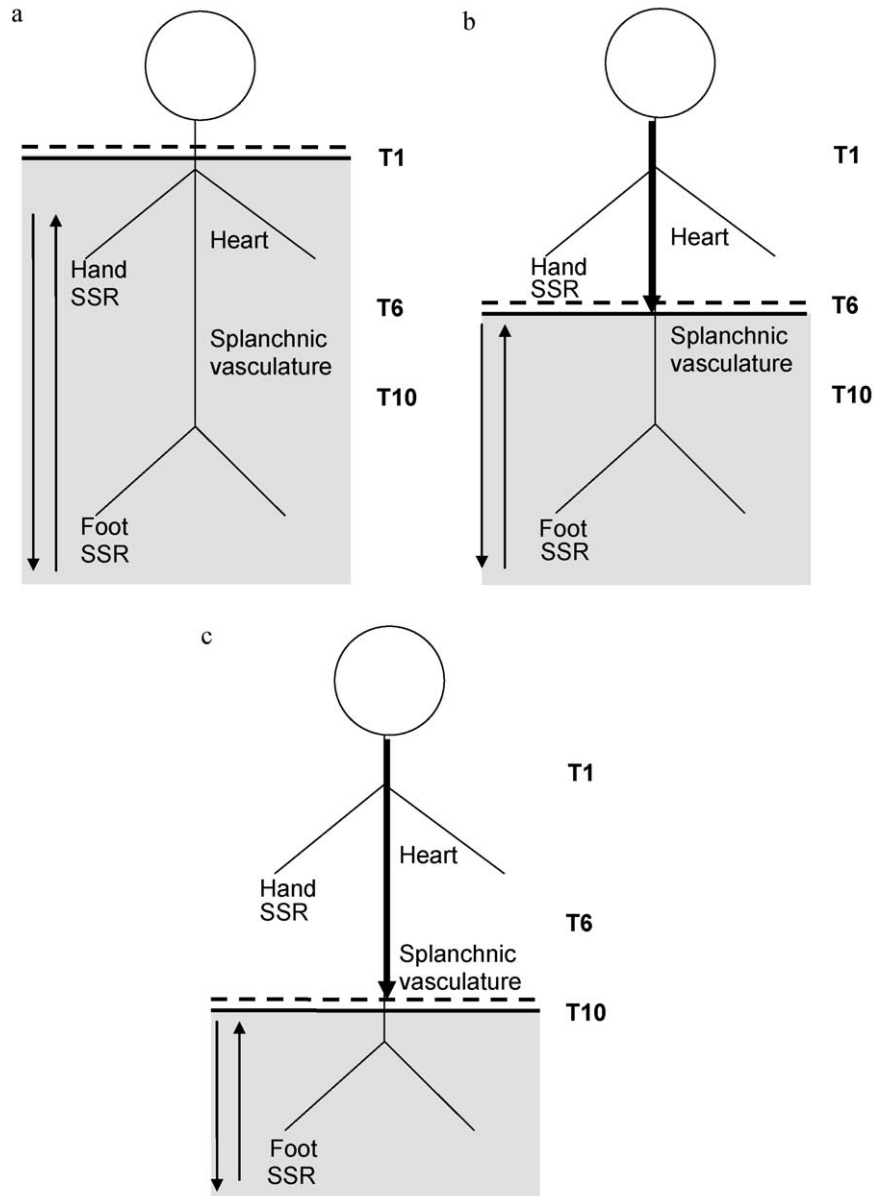 a
T1
Heart
Hand
SSR
T6
Splanchnic
vasculature
T10
Foot
SSR
b
T1
Heart
Hand
SSR
T6
Splanchnic
vasculature
T10
Foot
SSR
c
T1
Heart
Hand
SSR
T6
Splanchnic
vasculature
T10
Foot
SSR